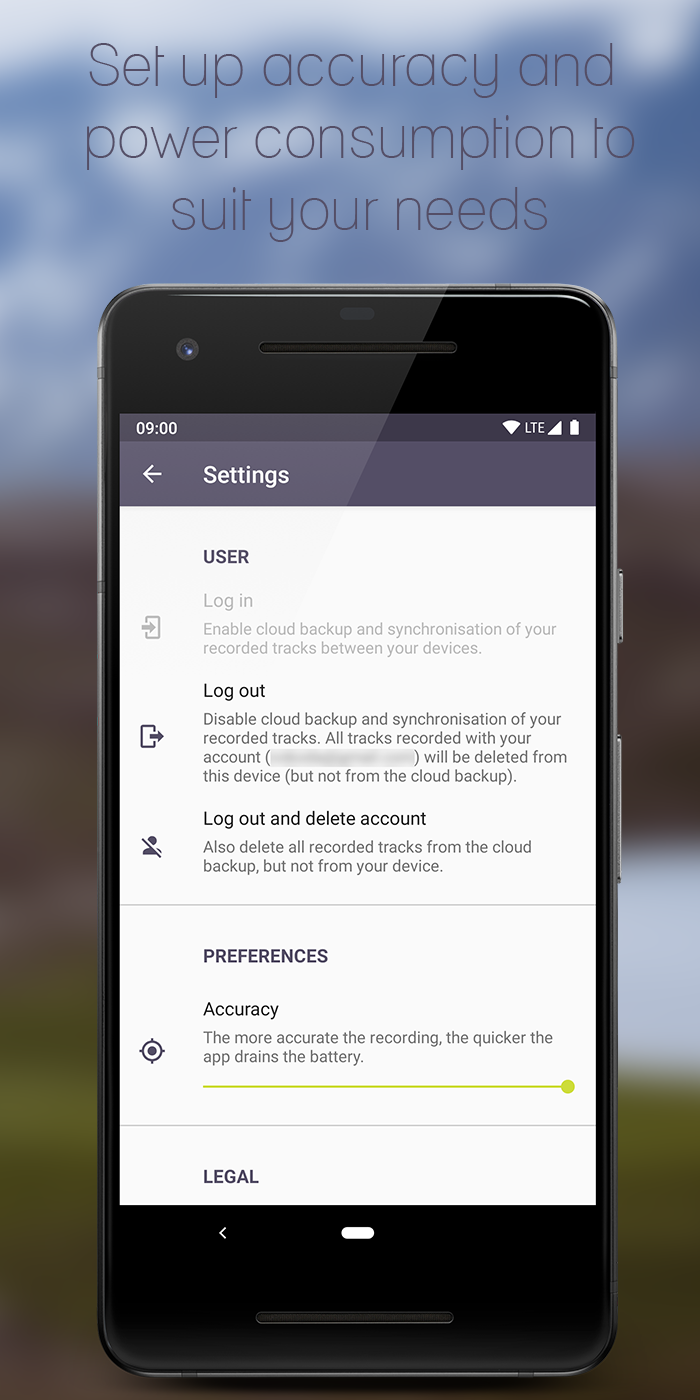 Set up accuracy and
power consumption to
suit your needs
09:00 LTE
Settings
USER
Log in
Enable cloud backup and synchronisation of your
recorded tracks between your devices.
Log out
Disable cloud backup and synchronisation of your
recorded tracks. All tracks recorded with your
account () will be deleted from
this device (but not from the cloud backup).
Log out and delete account
Also delete all recorded tracks from the cloud
backup, but not from your device.
PREFERENCES
Accuracy
The more accurate the recording, the quicker the
app drains the battery.
LEGAL